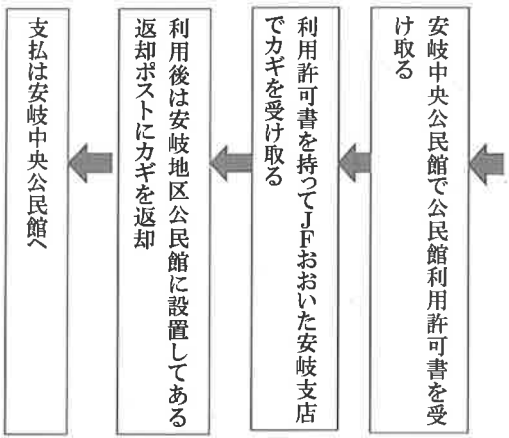 安岐中央公民館で公民館利用許可書を受
け取る
利用許可書を持ってＪＦおおいた安岐支店
でカギを受け取る
利用後は安岐地区公民館に設置してある
返却ポストにカギを返却
支払は安岐中央公民館へ